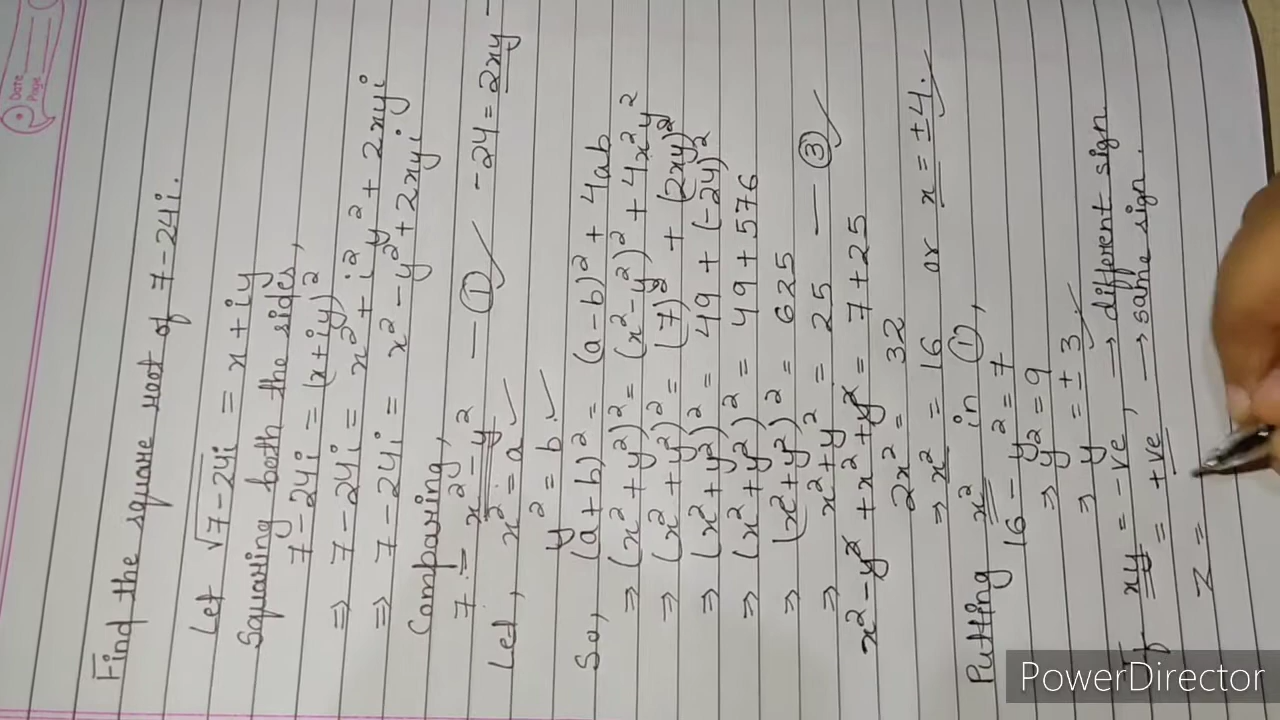 Date
Page
Find the square root of 7-24i.
Let √7-24i = x+iy
Squaring both the sides,
7-24i = (x+iy)²
⇒ 7-24i = x²+i²y²+2xyi
⇒ 7-24i = x²-y²+2xyi
Comparing,
7 = x²-y² — ① -24 = 2xy -
Let, x² = a
y² = b.
So, (a+b)² = (a-b)² + 4ab
⇒ (x²+y²)² = (x²-y²)² + 4x²y²
⇒ (x²+y²)² = (7)² + (2xy)²
⇒ (x²+y²)² = 49 + (-24)²
⇒ (x²+y²)² = 49 + 576
⇒ (x²+y²)² = 625
⇒ x²+y² = 25 — ③
x²-y²+x²+y² = 7+25
2x² = 32
⇒ x² = 16 or x = ±4.
Putting x² in ①,
16 - y² = 7
⇒ y² = 9
⇒ y = ±3
If xy = -ve, → different sign
= +ve → same sign.
z =
PowerDirector